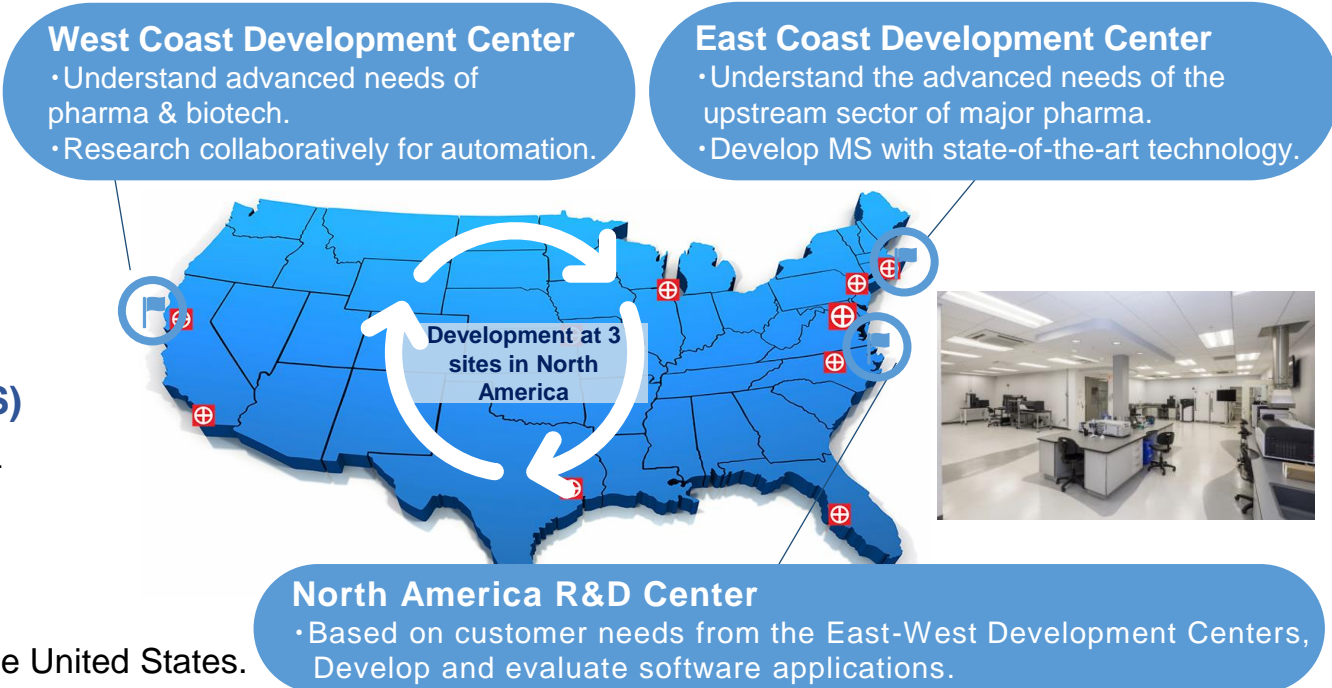 West Coast Development Center
・Understand advanced needs of
pharma & biotech.
・Research collaboratively for automation.
East Coast Development Center
・Understand the advanced needs of the
upstream sector of major pharma.
・Develop MS with state-of-the-art technology.
Development at 3
sites in North
America
S)
North America R&D Center
・Based on customer needs from the East-West Development Centers,
Develop and evaluate software applications.
e United States.